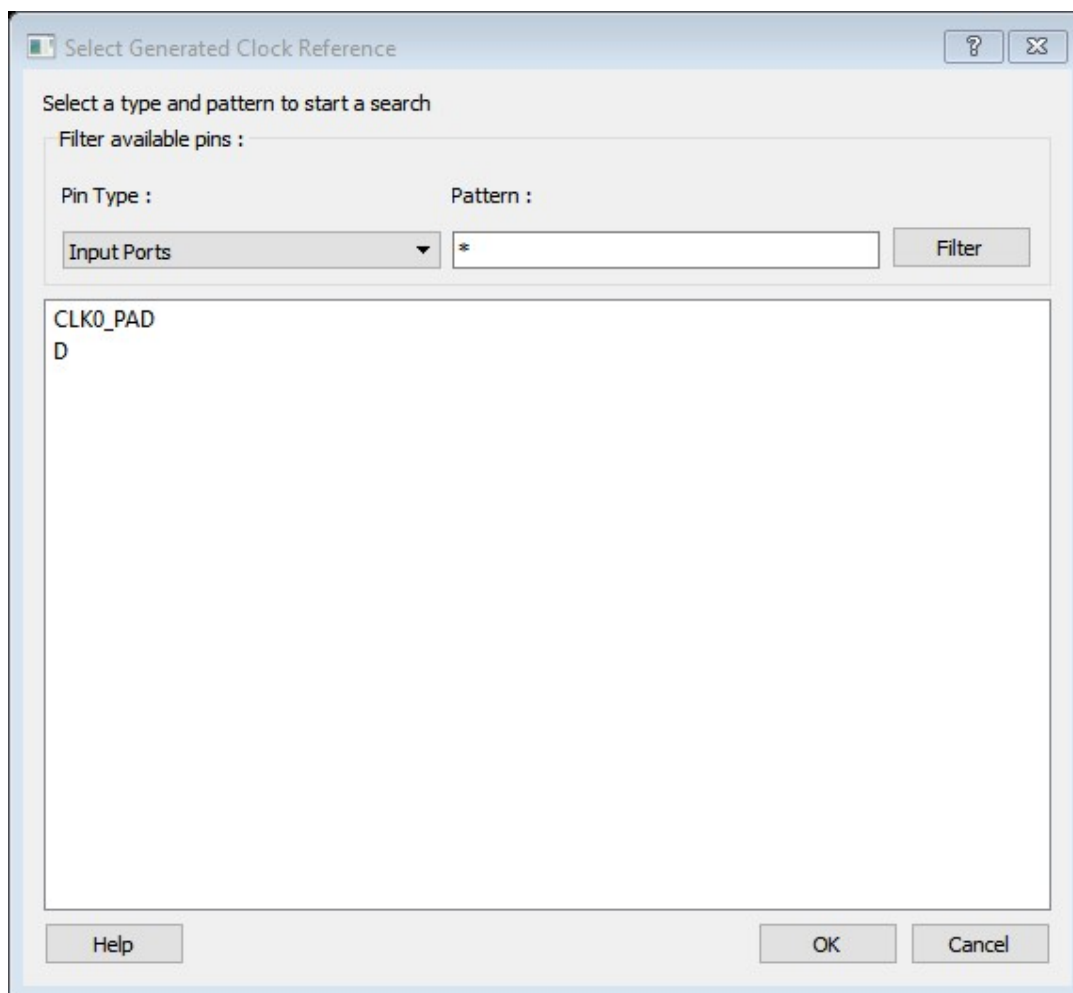 Select Generated Clock Reference
Select a type and pattern to start a search
Filter available pins :
Pin Type :
Pattern :
Input Ports
*
Filter
CLK0_PAD
D
Help
OK
Cancel